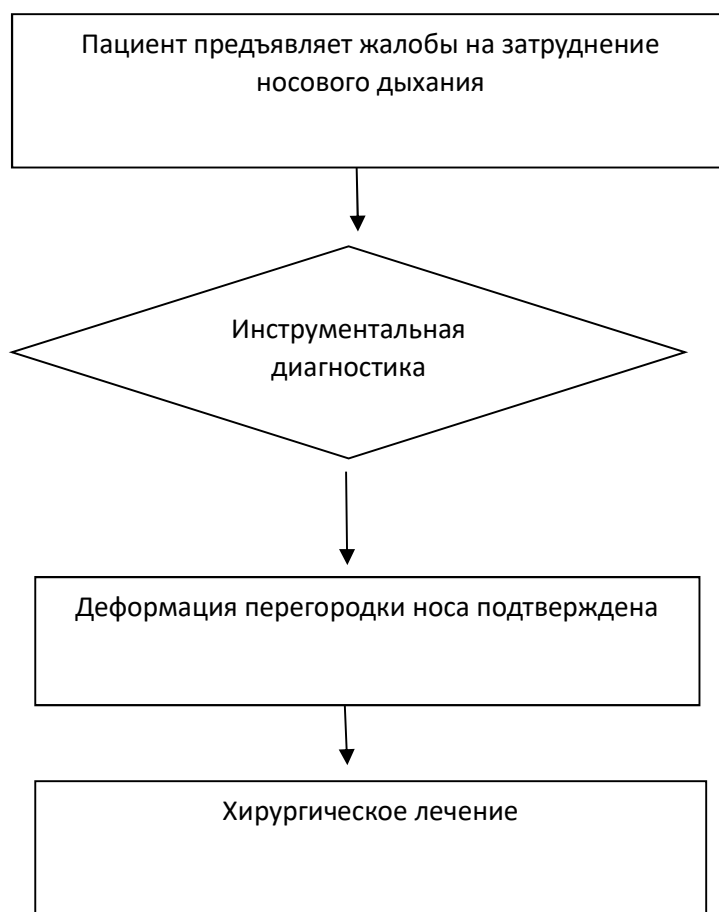 Пациент предъявляет жалобы на затруднение
носового дыхания
Инструментальная
диагностика
Деформация перегородки носа подтверждена
Хирургическое лечение